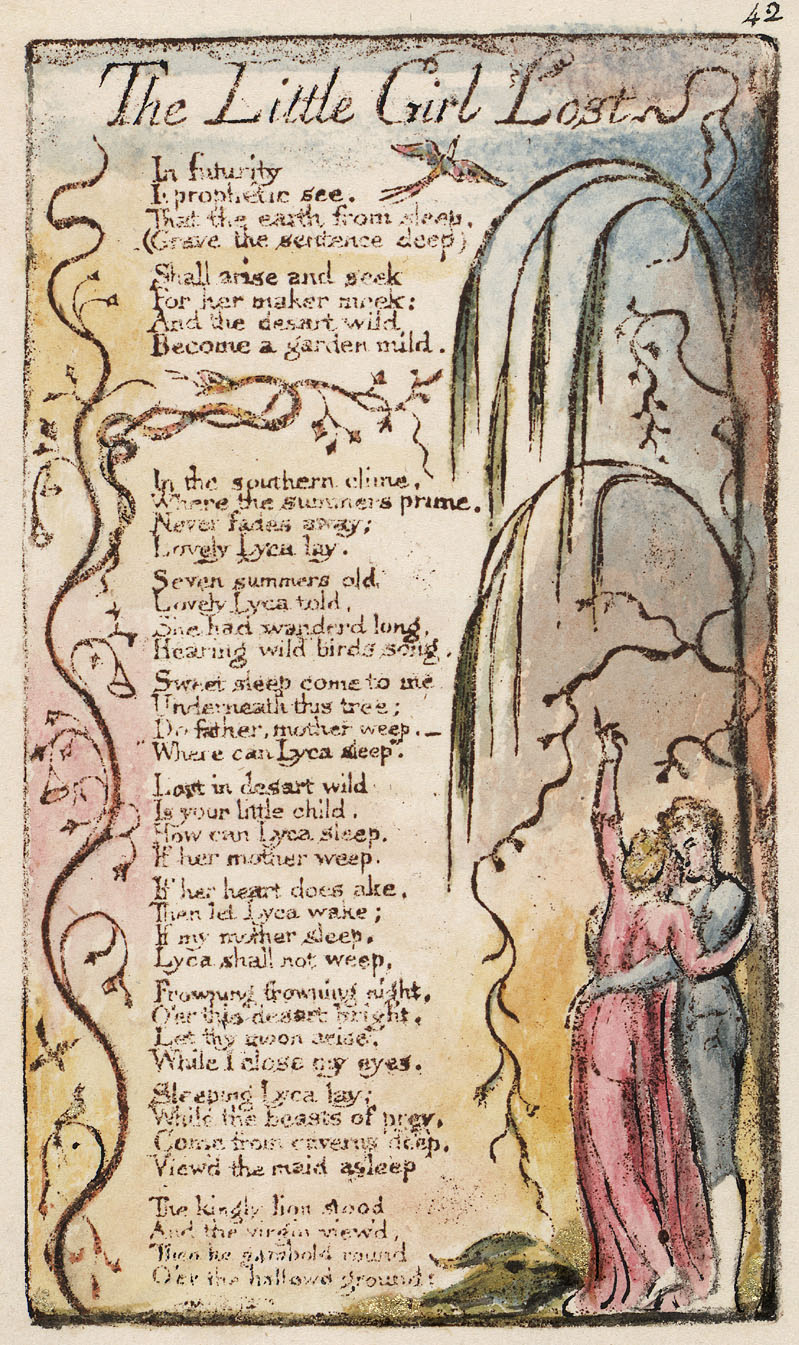 42
The Little Girl Lost
In futurity
I prophetic see,
That the earth from sleep,
(Grave the sentence deep)
Shall arise and seek
For her maker meek:
And the desart wild
Become a garden mild.
In the southern clime,
Where the summers prime,
Never fades away;
Lovely Lyca lay.
Seven summers old
Lovely Lyca told,
She had wanderd long,
Hearing wild birds song.
Sweet sleep come to me
Underneath this tree;
Do father, mother weep.—
"Where can Lyca sleep".
Lost in desart wild
Is your little child.
How can Lyca sleep,
If her mother weep.
If her heart does ake,
Then let Lyca wake;
If my mother sleep,
Lyca shall not weep.
Frowning frowning night,
O'er this desart bright,
Let thy moon arise,
While I close my eyes.
Sleeping Lyca lay;
While the beasts of prey,
Come from caverns deep,
View'd the maid asleep
The kingly lion stood
And the virgin view'd,
Then he gambold round
O'er the hallowd ground: